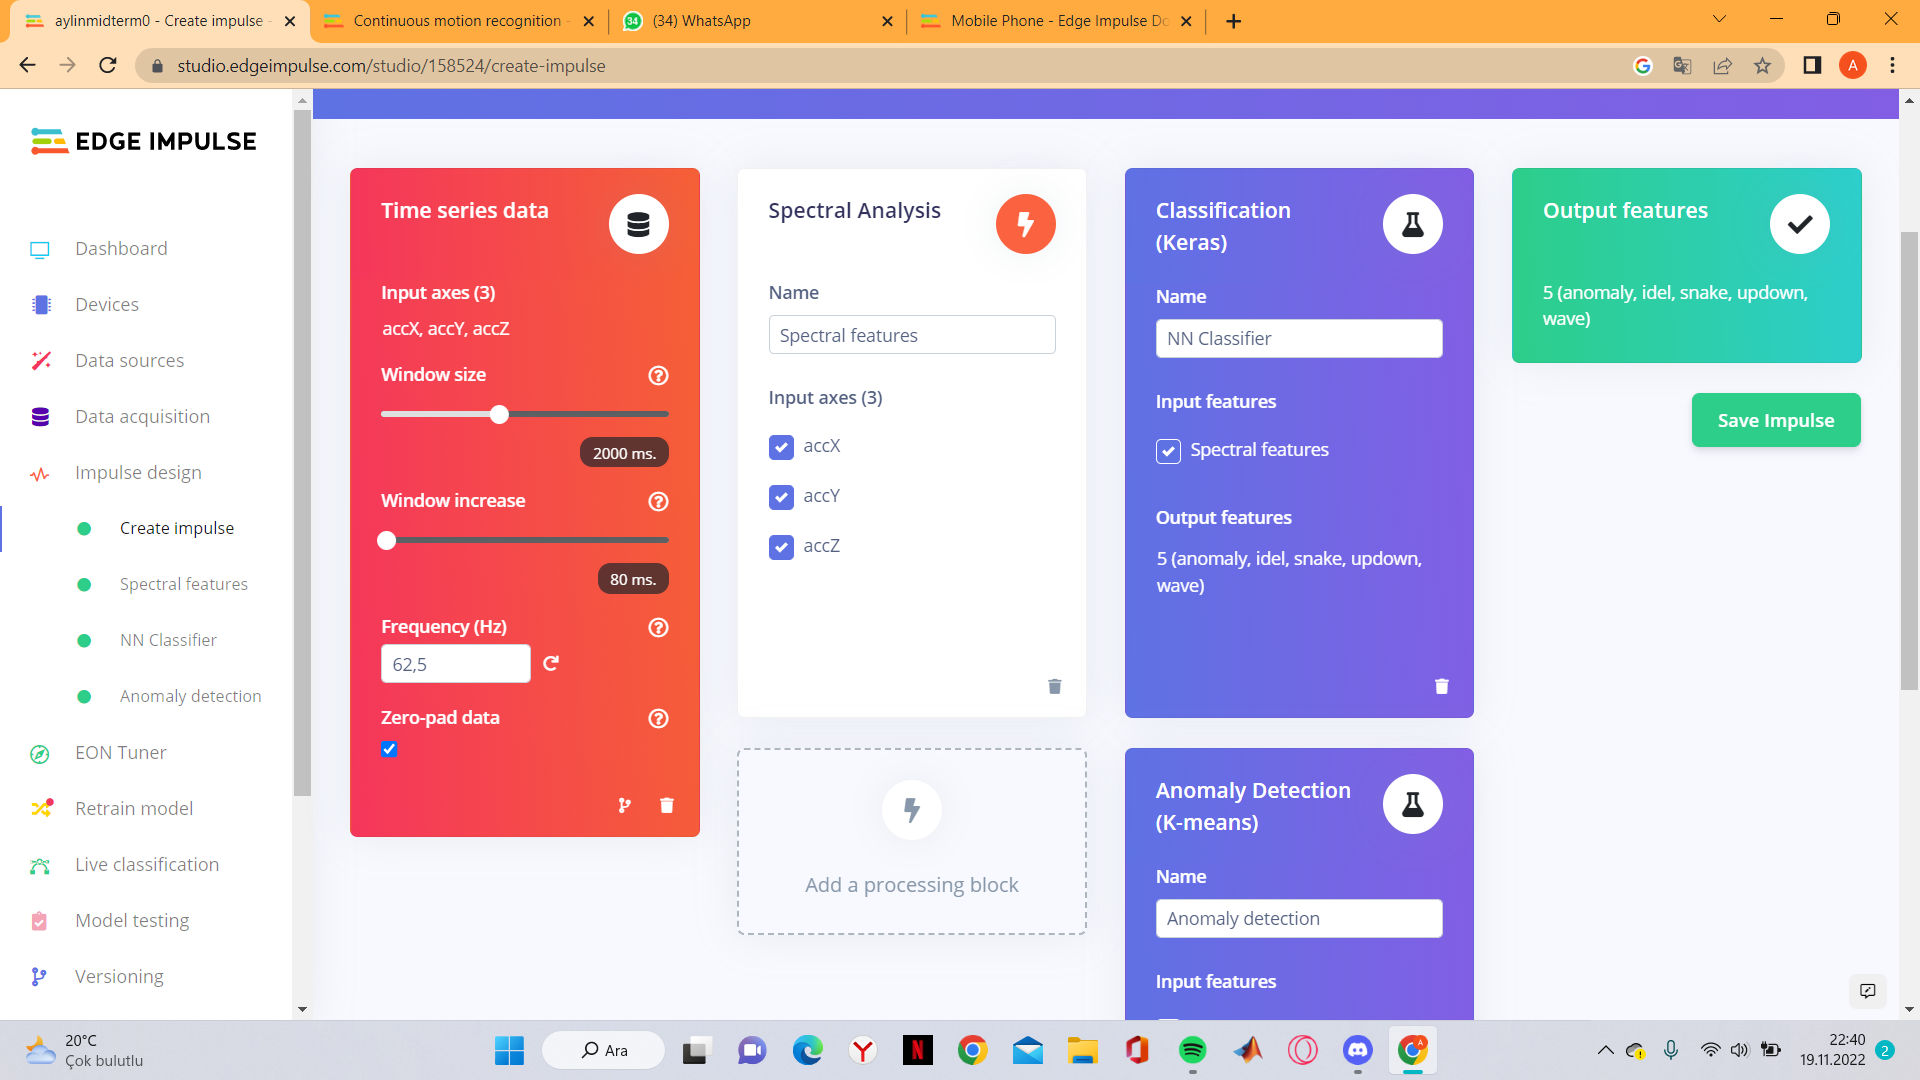 aylinmidterm0 - Create impulse -
Continuous motion recognition -
34
(34) WhatsApp
Mobile Phone - Edge Impulse Do
studio.edgeimpulse.com/studio/158524/create-impulse
A
EDGE IMPULSE
Dashboard
Devices
Data sources
Data acquisition
Impulse design
Create impulse
Spectral features
NN Classifier
Anomaly detection
EON Tuner
Retrain model
Live classification
Model testing
Versioning
Time series data
Input axes (3)
accX, accY, accZ
Window size
2000 ms.
Window increase
80 ms.
Frequency (Hz)
62,5
Zero-pad data
Spectral Analysis
Name
Spectral features
Input axes (3)
accX
accY
accZ
Add a processing block
Classification
(Keras)
Name
NN Classifier
Input features
Spectral features
Output features
5 (anomaly, idel, snake, updown,
wave)
Anomaly Detection
(K-means)
Name
Anomaly detection
Input features
Output features
5 (anomaly, idel, snake, updown,
wave)
Save Impulse
20°C
Çok bulutlu
Ara
22:40
19.11.2022
2